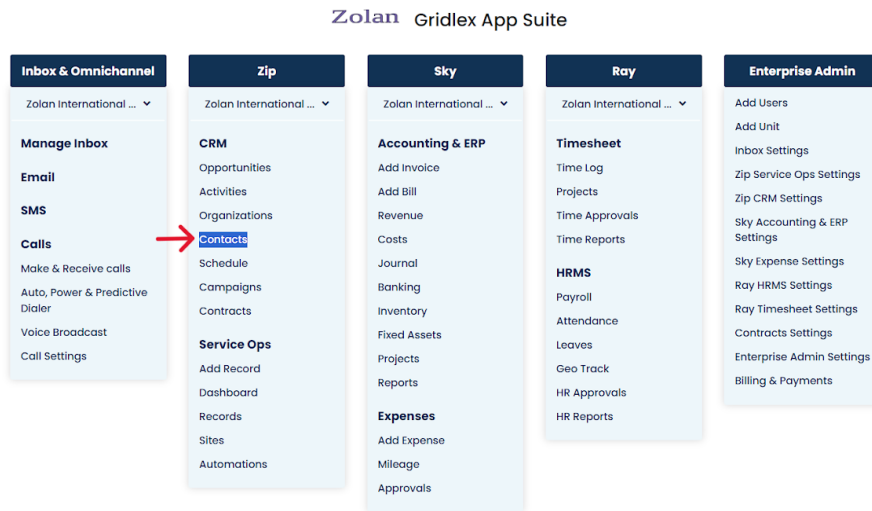 Zolan Gridlex App Suite
Inbox & Omnichannel
Zolan International ...
Manage Inbox
Email
SMS
Calls
Make & Receive calls
Auto, Power & Predictive
Dialer
Voice Broadcast
Call Settings
Zip
Zolan International ...
CRM
Opportunities
Activities
Organizations
Contacts
Schedule
Campaigns
Contracts
Service Ops
Add Record
Dashboard
Records
Sites
Automations
Sky
Zolan International ...
Accounting & ERP
Add Invoice
Add Bill
Revenue
Costs
Journal
Banking
Inventory
Fixed Assets
Projects
Reports
Expenses
Add Expense
Mileage
Approvals
Ray
Zolan International ...
Timesheet
Time Log
Projects
Time Approvals
Time Reports
HRMS
Payroll
Attendance
Leaves
Geo Track
HR Approvals
HR Reports
Enterprise Admin
Add Users
Add Unit
Inbox Settings
Zip Service Ops Settings
Zip CRM Settings
Sky Accounting & ERP
Settings
Sky Expense Settings
Ray HRMS Settings
Ray Timesheet Settings
Contracts Settings
Enterprise Admin Settings
Billing & Payments